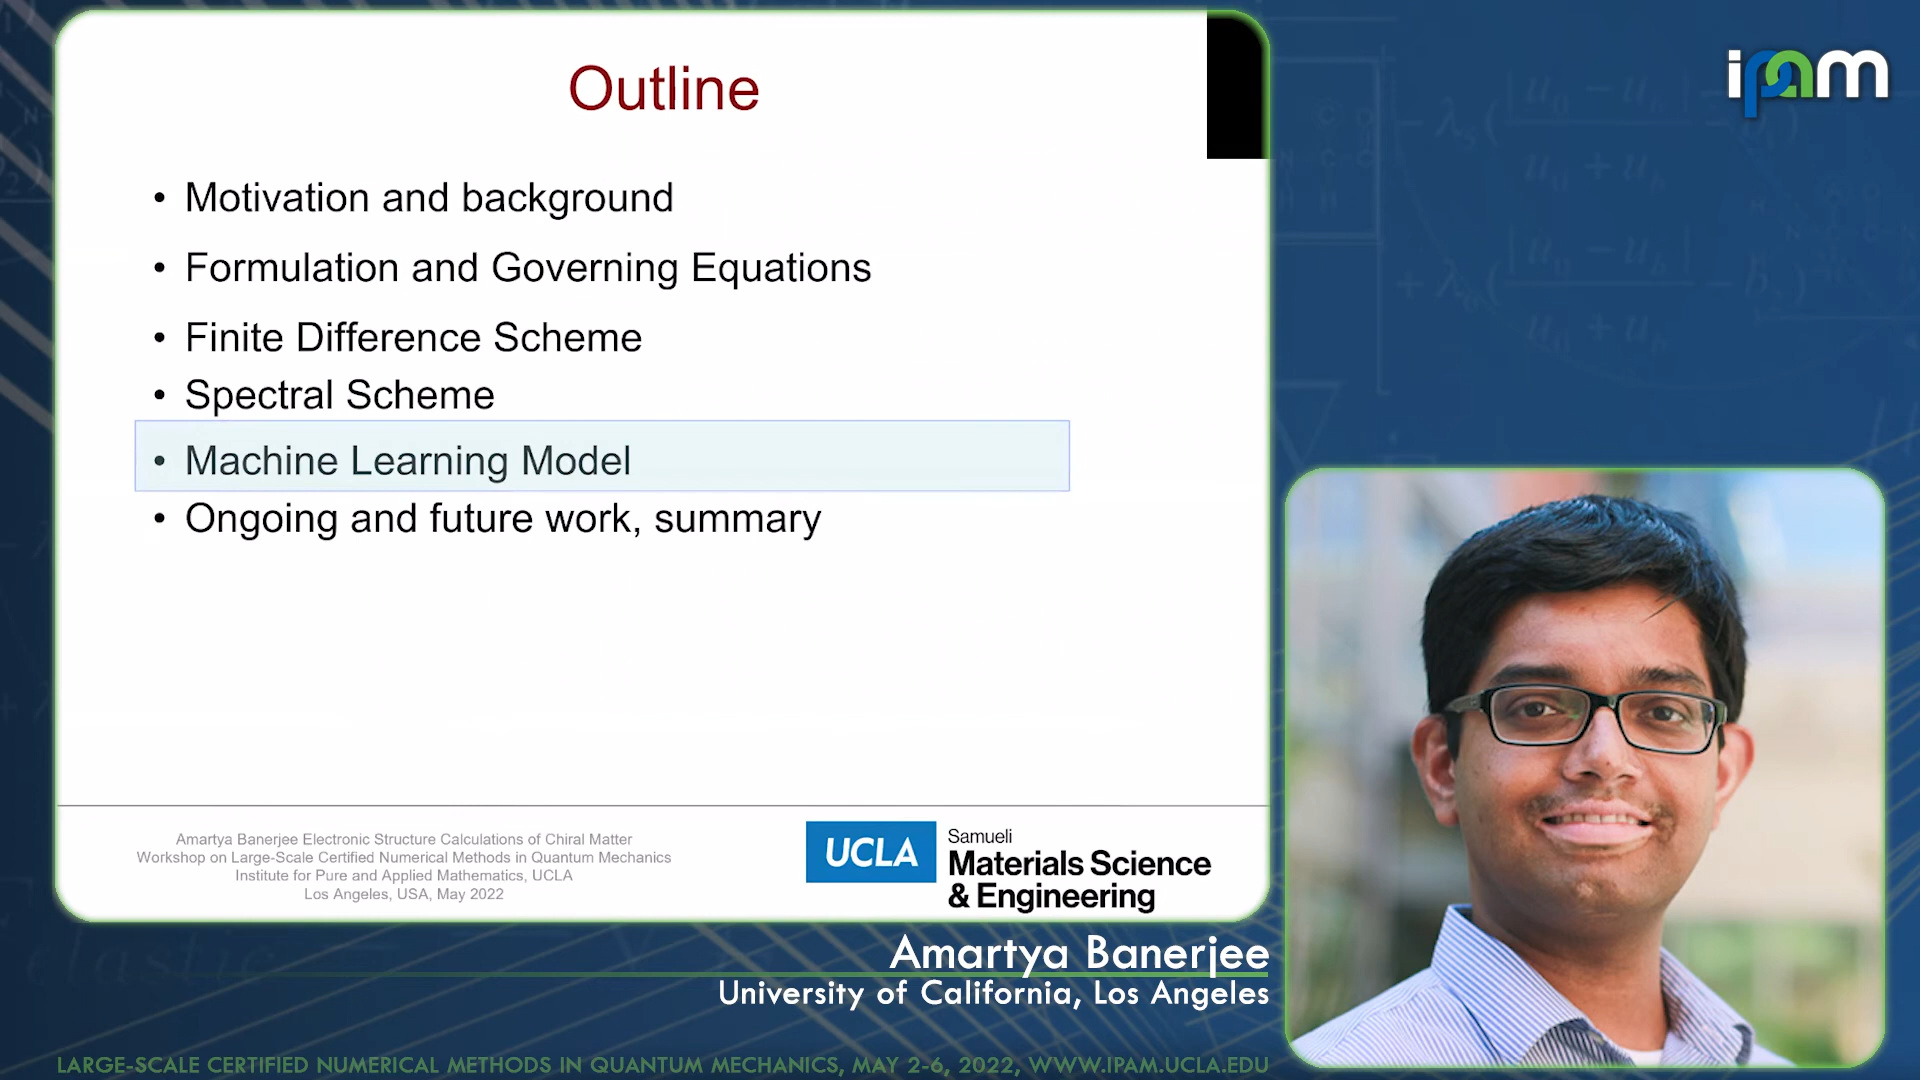 Outline
• Motivation and background
• Formulation and Governing Equations
• Finite Difference Scheme
• Spectral Scheme
• Machine Learning Model
• Ongoing and future work, summary
Amartya Banerjee Electronic Structure Calculations of Chiral Matter
Workshop on Large-Scale Certified Numerical Methods in Quantum Mechanics
Institute for Pure and Applied Mathematics, UCLA
Los Angeles, USA, May 2022
UCLA
Samueli
Materials Science
& Engineering
ipam
Amartya Banerjee
University of California, Los Angeles
LARGE-SCALE CERTIFIED NUMERICAL METHODS IN QUANTUM MECHANICS, MAY 2-6, 2022, WWW.IPAM.UCLA.EDU